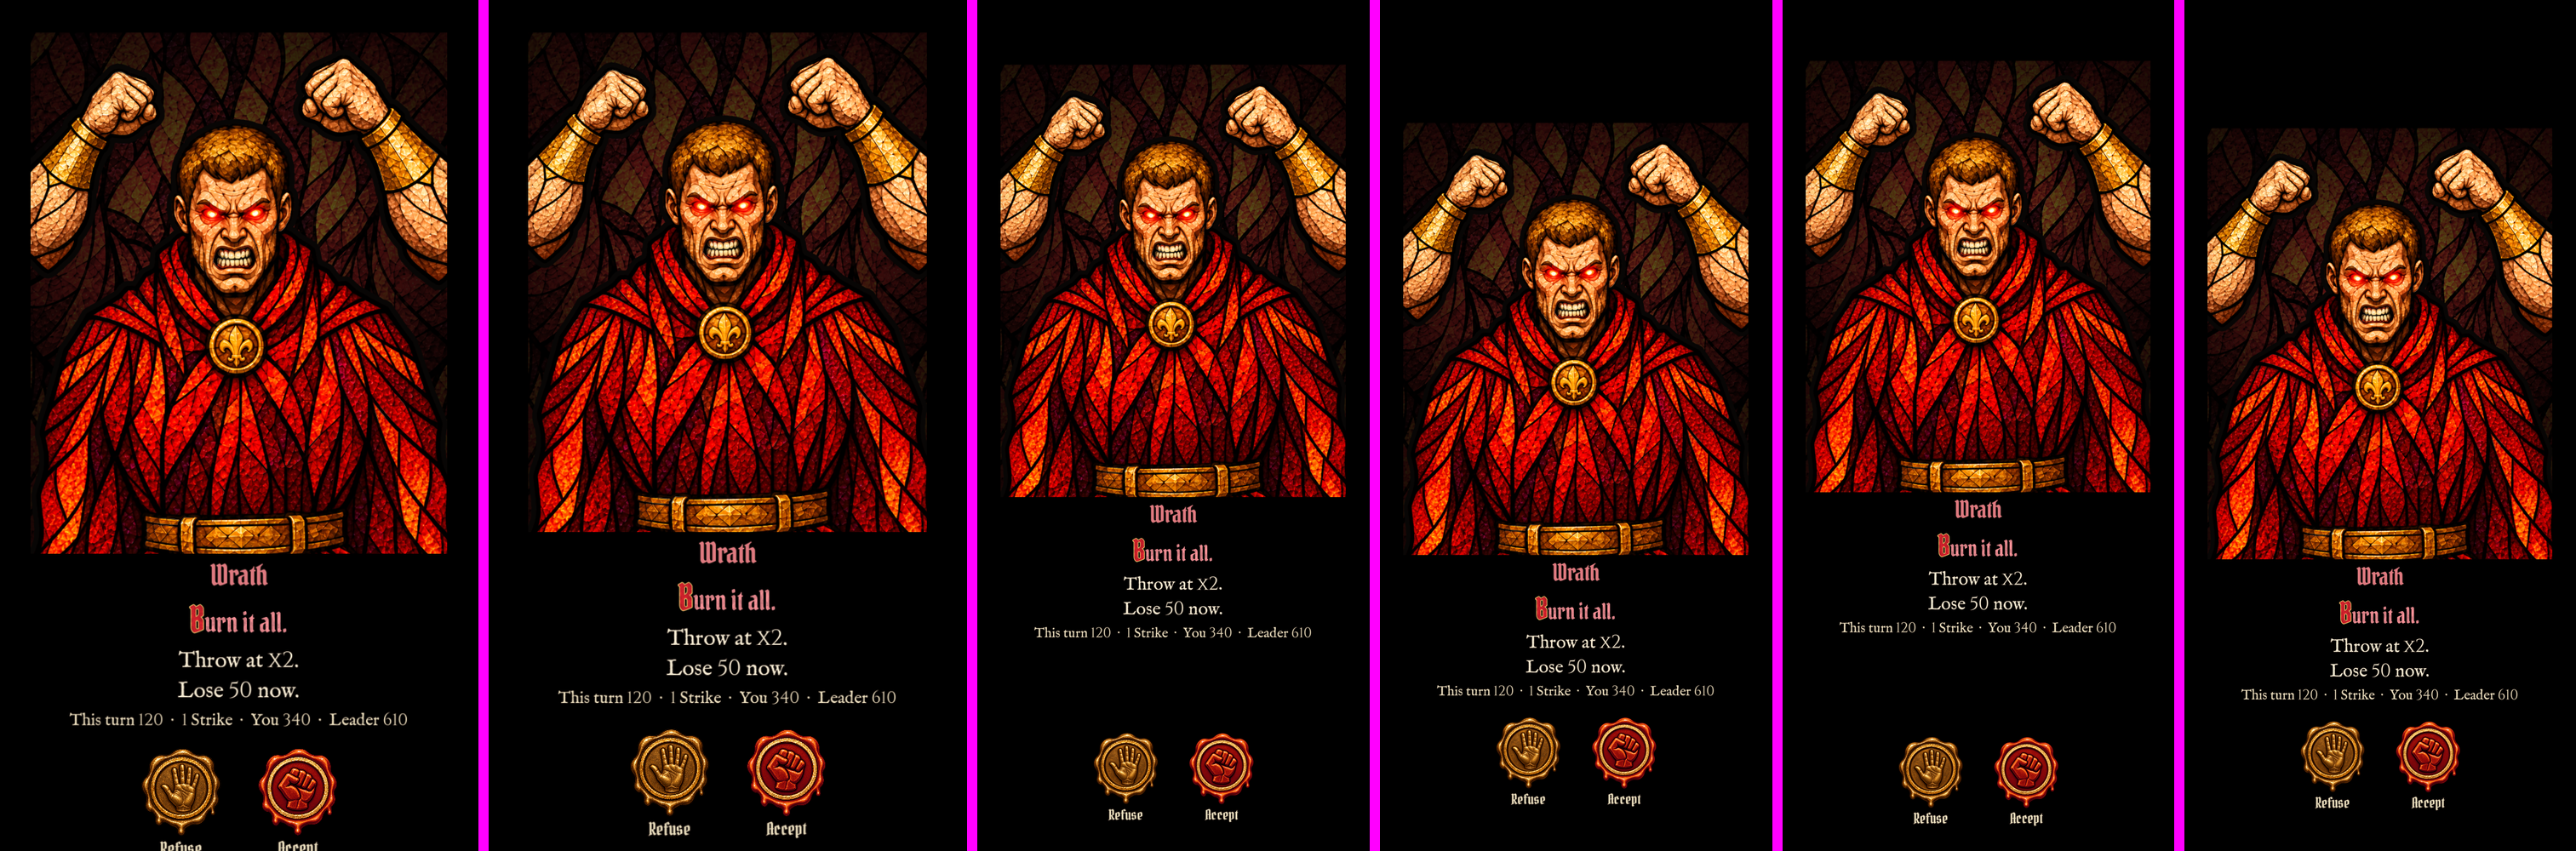 Wrath
Burn it all.
Throw at X2.
Lose 50 now.
This turn 120 · 1 Strike · You 340 · Leader 610
Refuse Accept
Wrath
Burn it all.
Throw at X2.
Lose 50 now.
This turn 120 · 1 Strike · You 340 · Leader 610
Refuse Accept
Wrath
Burn it all.
Throw at X2.
Lose 50 now.
This turn 120 · 1 Strike · You 340 · Leader 610
Refuse Accept
Wrath
Burn it all.
Throw at X2.
Lose 50 now.
This turn 120 · 1 Strike · You 340 · Leader 610
Refuse Accept
Wrath
Burn it all.
Throw at X2.
Lose 50 now.
This turn 120 · 1 Strike · You 340 · Leader 610
Refuse Accept
Wrath
Burn it all.
Throw at X2.
Lose 50 now.
This turn 120 · 1 Strike · You 340 · Leader 610
Refuse Accept